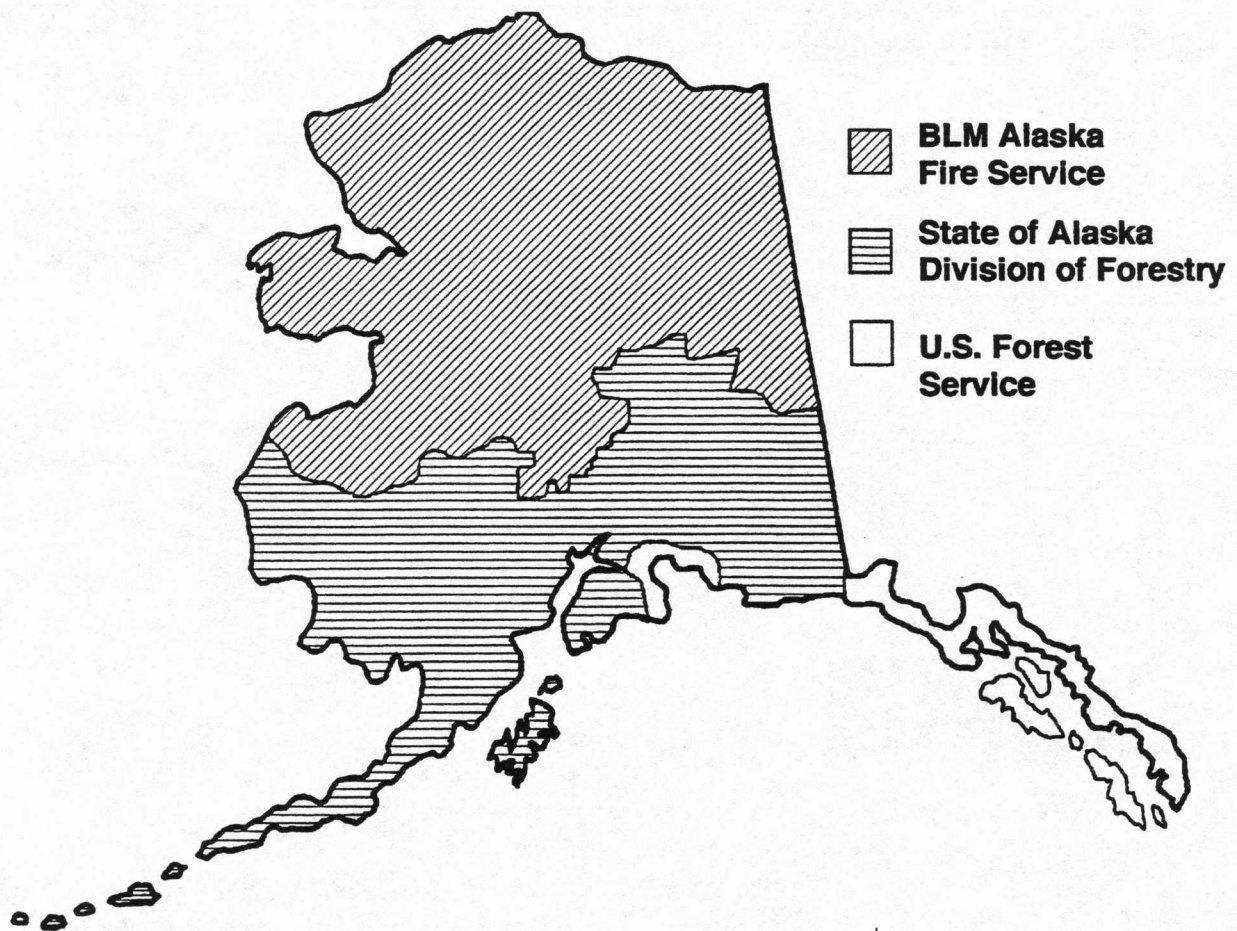 BLM Alaska
Fire Service
State of Alaska
Division of Forestry
U.S. Forest
Service